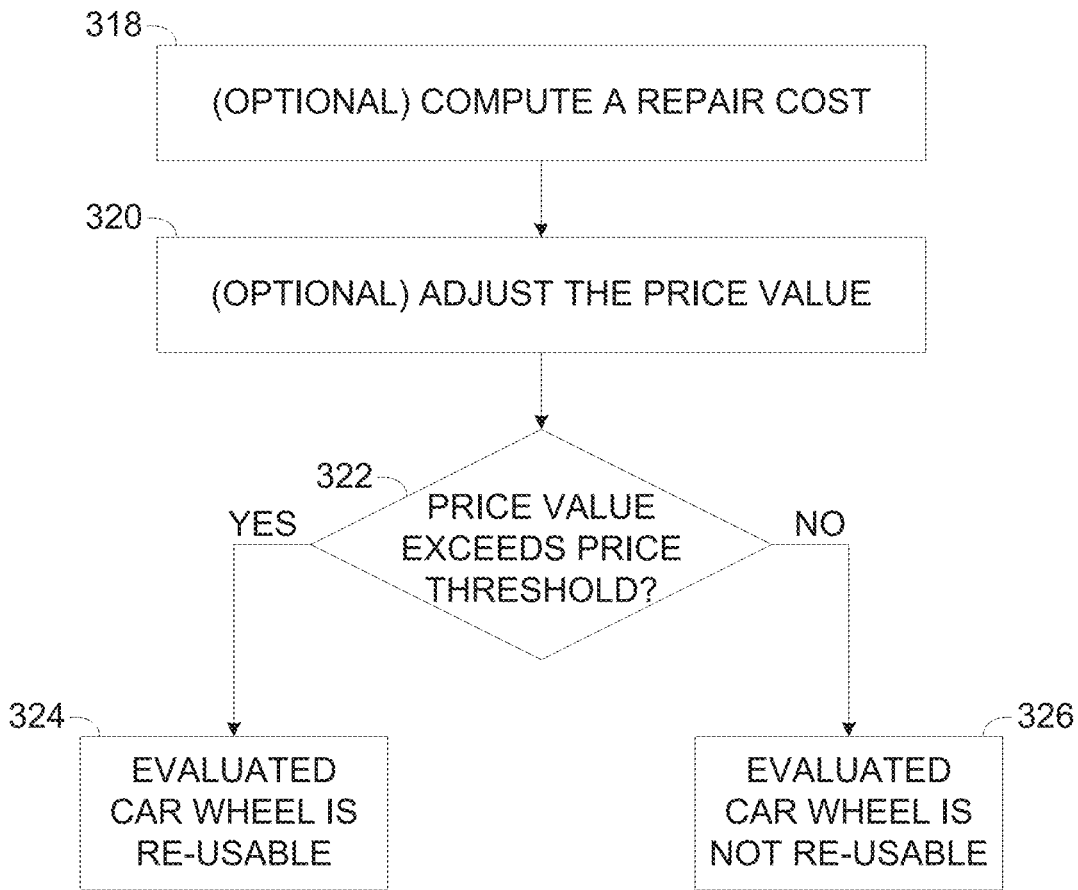 318
(OPTIONAL) COMPUTE A REPAIR COST
320
(OPTIONAL) ADJUST THE PRICE VALUE
322
PRICE VALUE
EXCEEDS PRICE
THRESHOLD?
YES
NO
324
EVALUATED
CAR WHEEL IS
RE-USABLE
326
EVALUATED
CAR WHEEL IS
NOT RE-USABLE